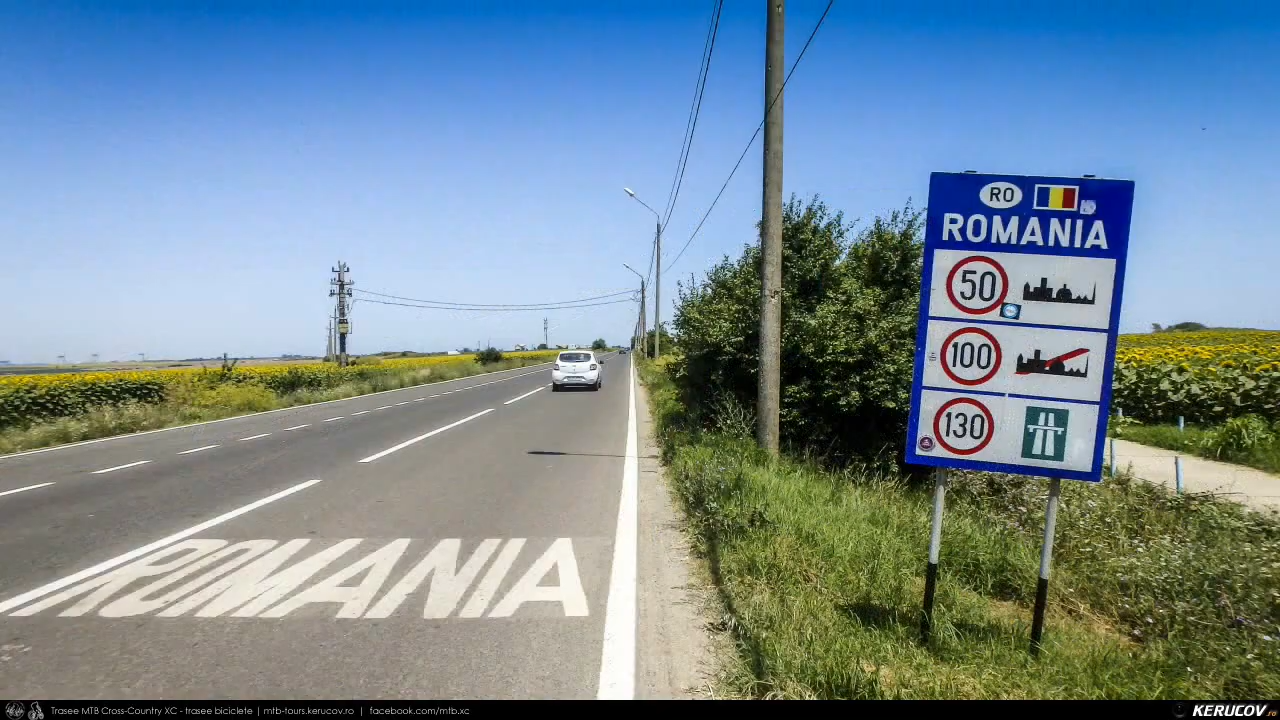 RO
ROMANIA
50
100
130
ROMANIA
Trasee MTB Cross-Country XC - trasee biciclete | mtb-tours.kerucov.ro | facebook.com/mtb.xc
KERUCOV.ro